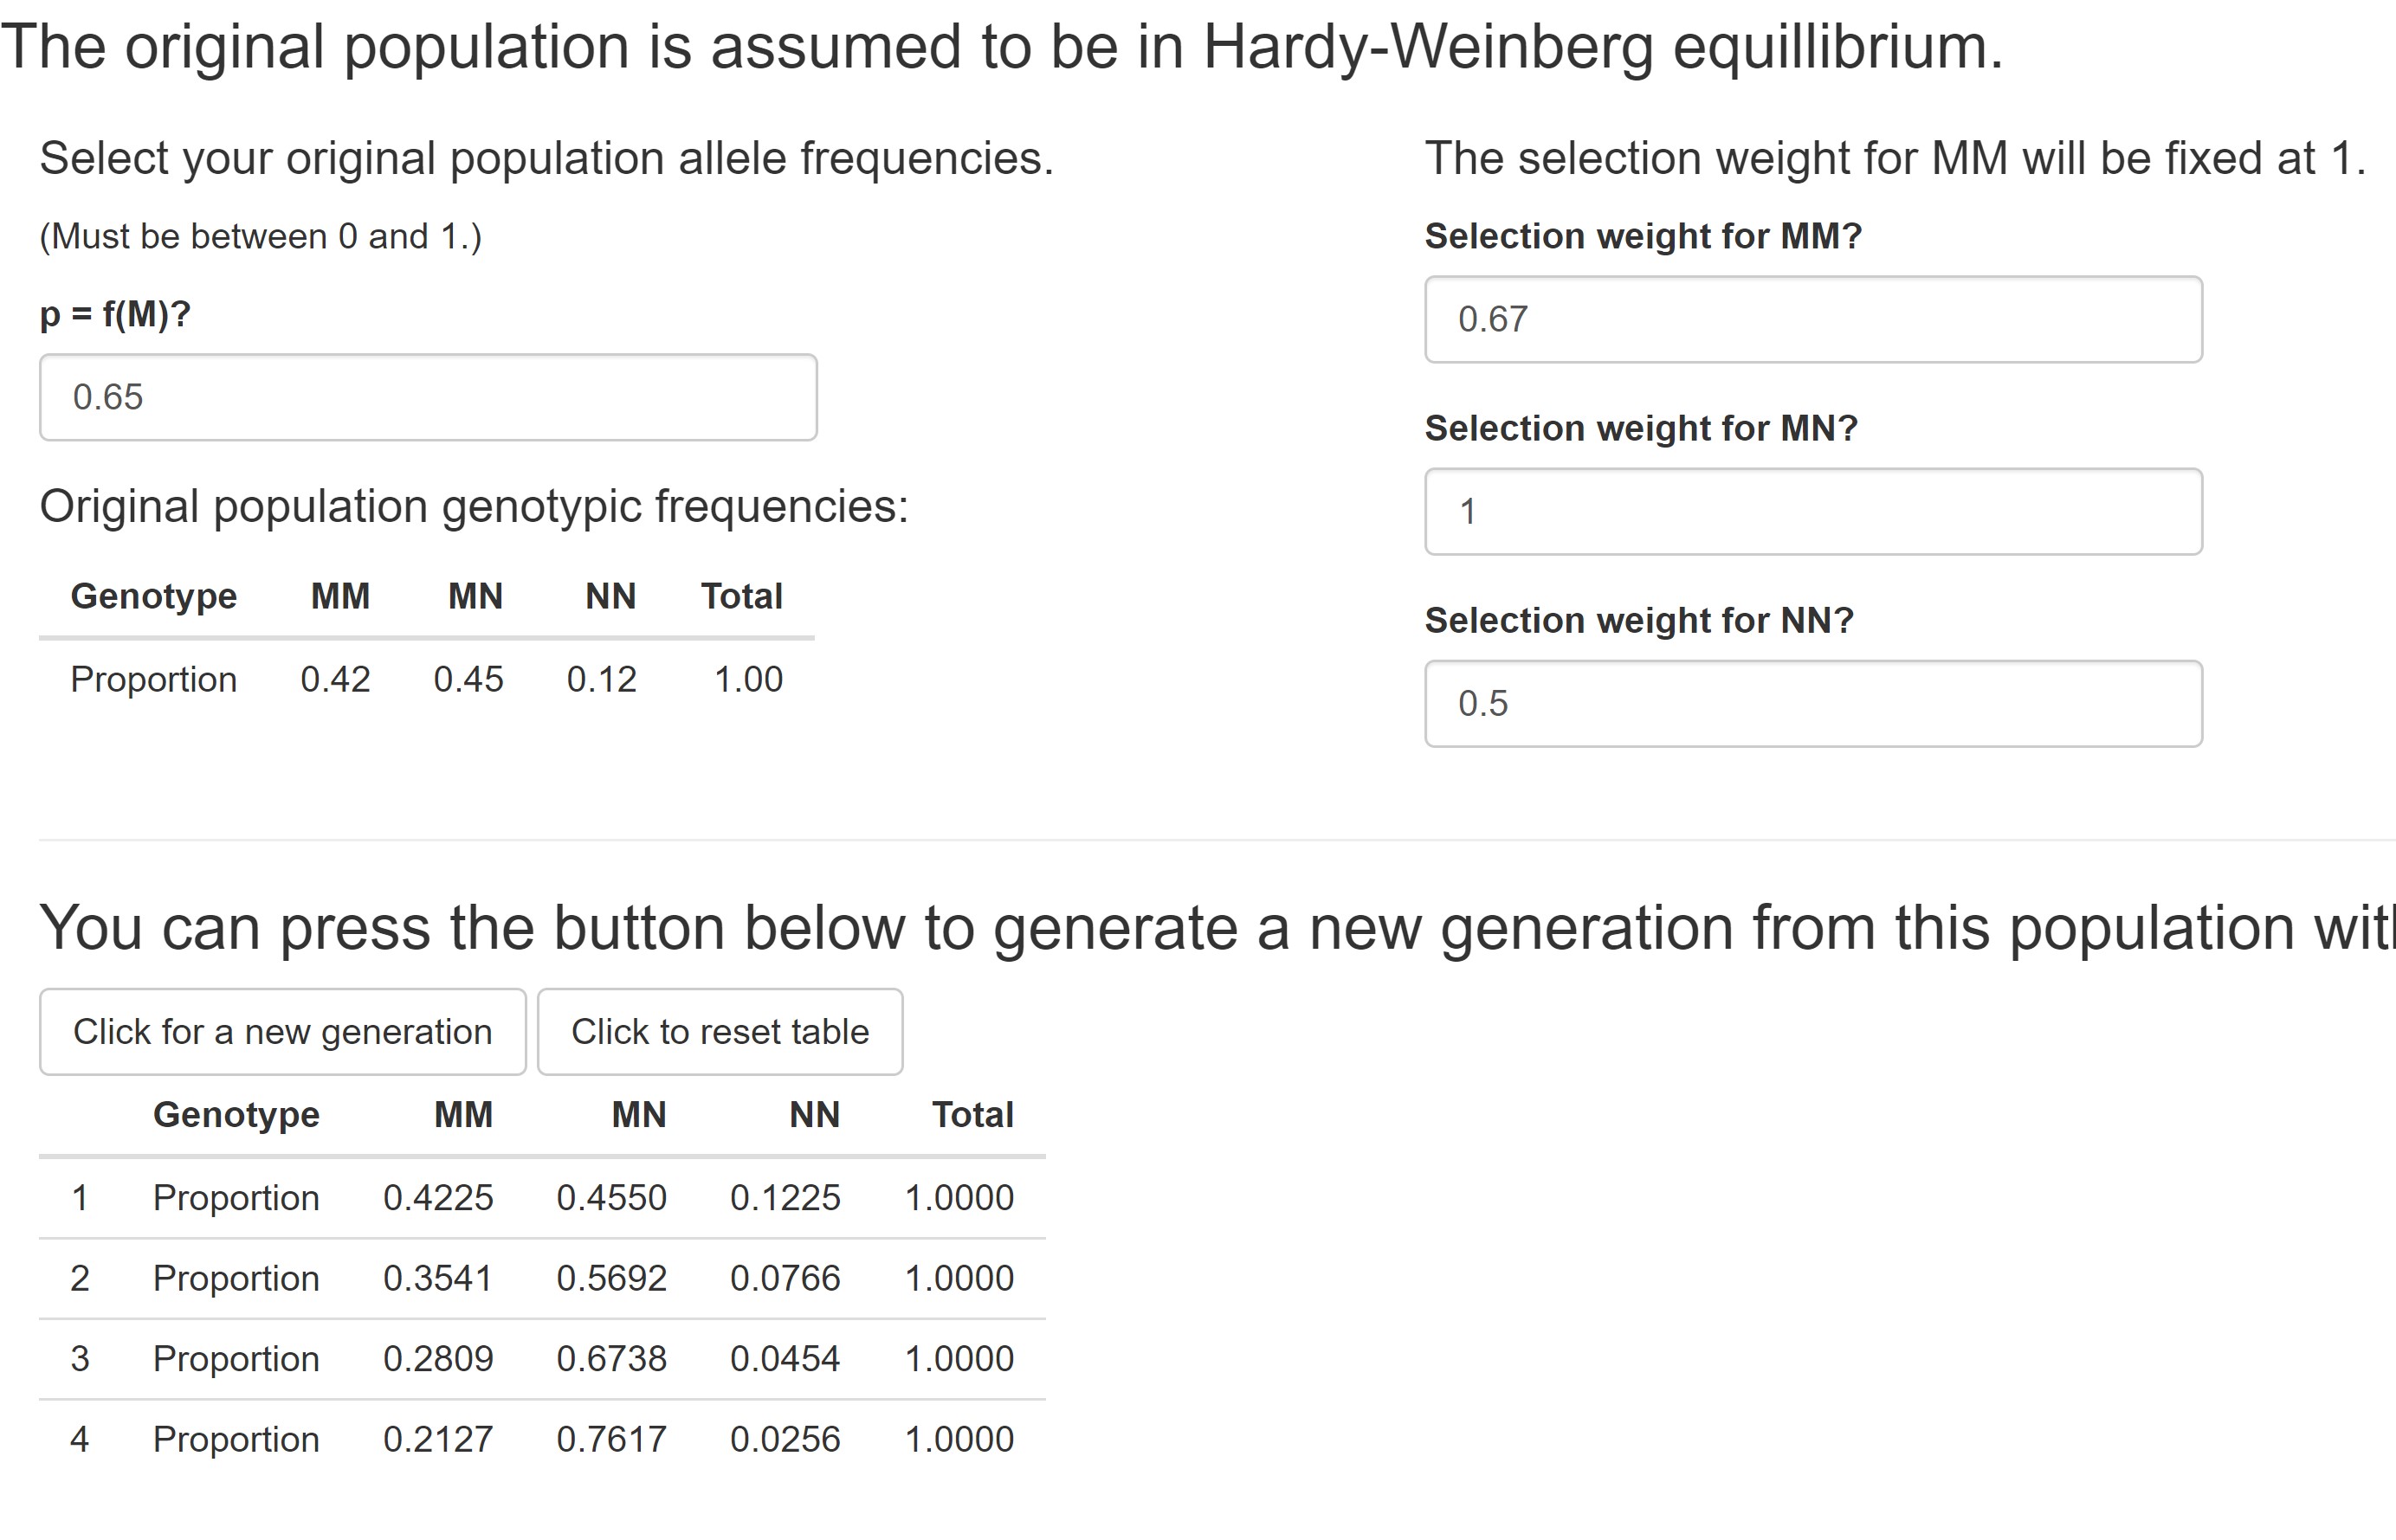 The original population is assumed to be in Hardy-Weinberg equillibrium.
Select your original population allele frequencies.
(Must be between 0 and 1.)
p = f(M)?
0.65
Original population genotypic frequencies:
Genotype MM MN NN Total
Proportion 0.42 0.45 0.12 1.00
The selection weight for MM will be fixed at 1.
Selection weight for MM?
0.67
Selection weight for MN?
1
Selection weight for NN?
0.5
You can press the button below to generate a new generation from this population
Click for a new generation Click to reset table
Genotype MM MN NN Total
1 Proportion 0.4225 0.4550 0.1225 1.0000
2 Proportion 0.3541 0.5692 0.0766 1.0000
3 Proportion 0.2809 0.6738 0.0454 1.0000
4 Proportion 0.2127 0.7617 0.0256 1.0000